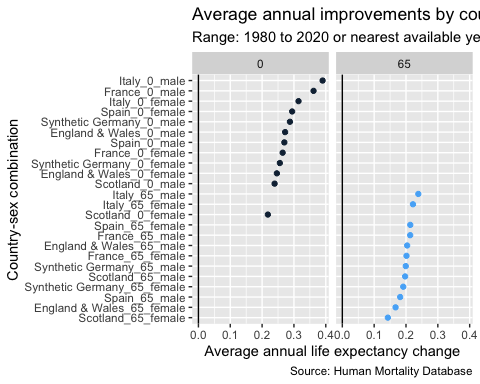 Average annual improvements by cou
Range: 1980 to 2020 or nearest available ye
0
65
Country-sex combination
Italy_0_male
France_0_male
Italy_0_female
Spain_0_female
Synthetic Germany_0_male
England & Wales_0_male
Spain_0_male
France_0_female
Synthetic Germany_0_female
England & Wales_0_female
Scotland_0_male
Italy_65_male
Italy_65_female
Scotland_0_female
Spain_65_female
France_65_male
England & Wales_65_male
France_65_female
Synthetic Germany_65_male
Scotland_65_male
Synthetic Germany_65_female
Spain_65_male
England & Wales_65_female
Scotland_65_female
0.0 0.1 0.2 0.3 0.4 0.0 0.1 0.2 0.3 0.4
Average annual life expectancy change
Source: Human Mortality Database